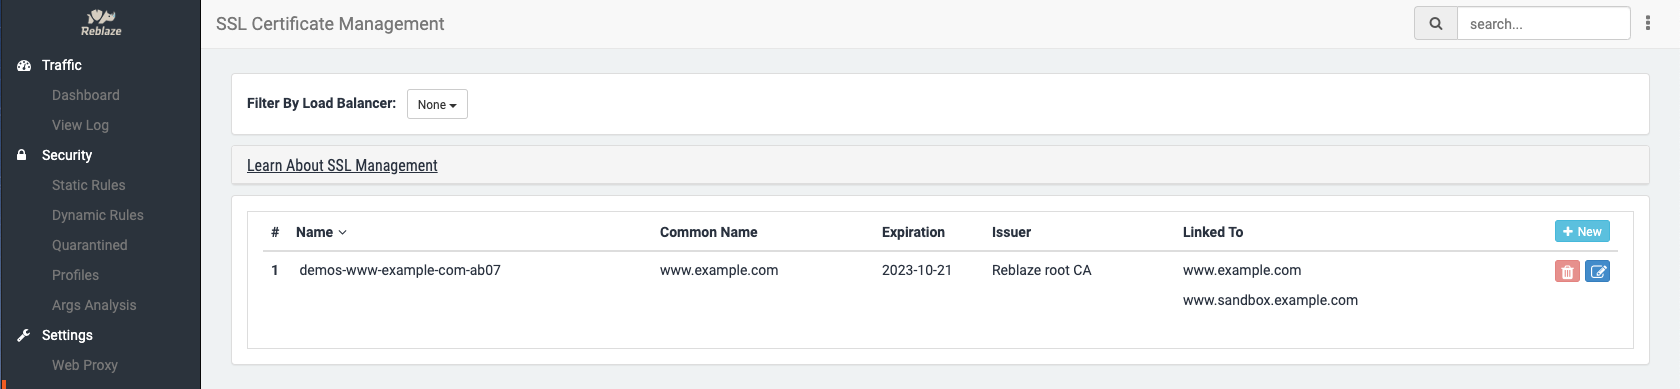 Reblaze
Traffic
Dashboard
View Log
Security
Static Rules
Dynamic Rules
Quarantined
Profiles
Args Analysis
Settings
Web Proxy
SSL Certificate Management
search...
Filter By Load Balancer: None
Learn About SSL Management
# Name Common Name Expiration Issuer Linked To + New
1 demos-www-example-com-ab07 www.example.com 2023-10-21 Reblaze root CA www.example.com
www.sandbox.example.com